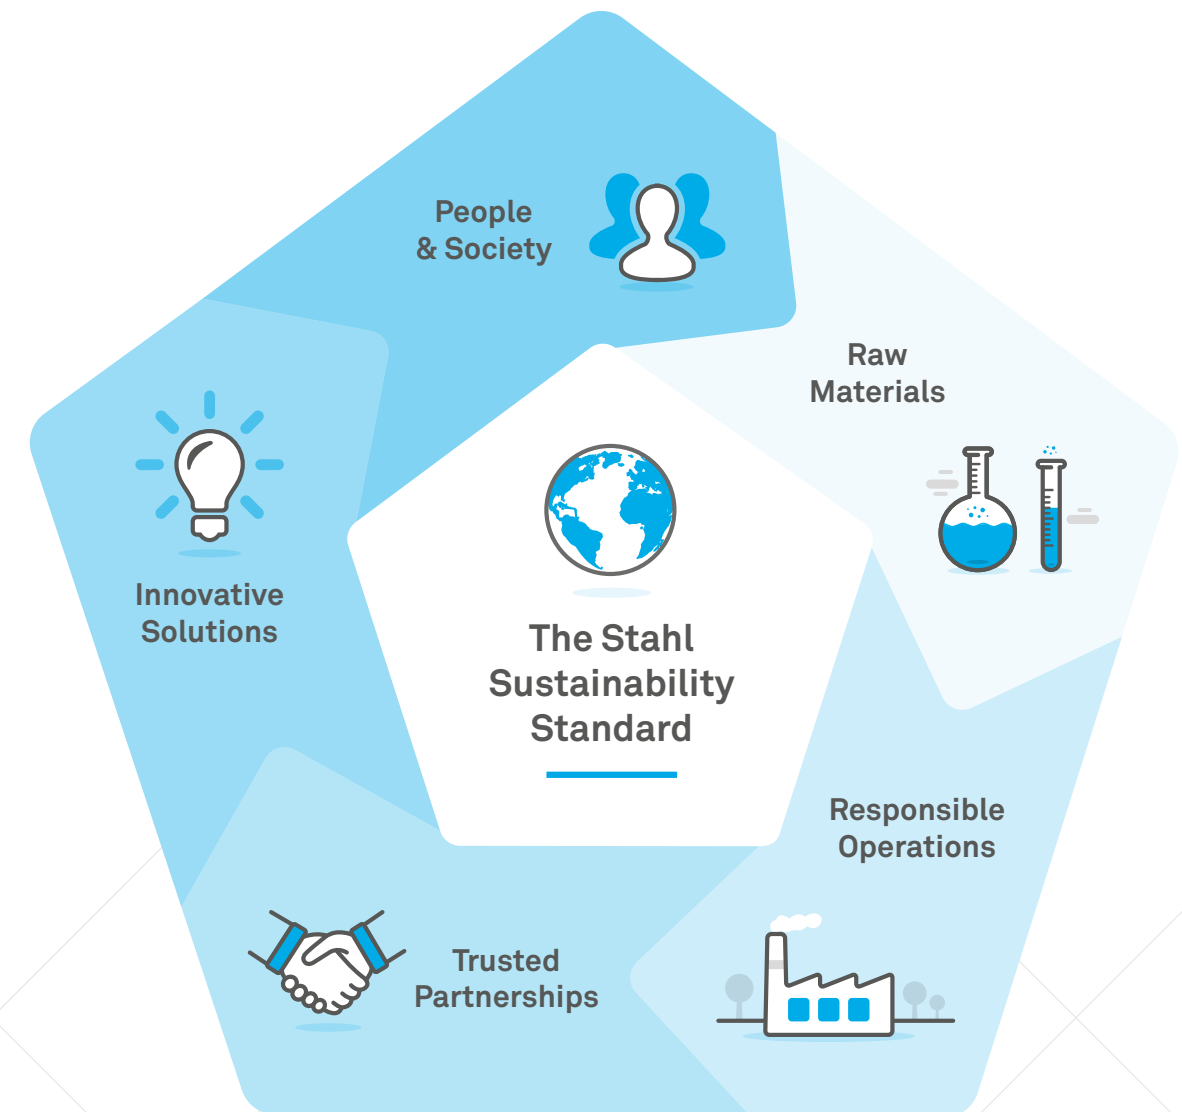 People
& Society
Raw
Materials
Innovative
Solutions
The Stahl
Sustainability
Standard
Responsible
Operations
Trusted
Partnerships